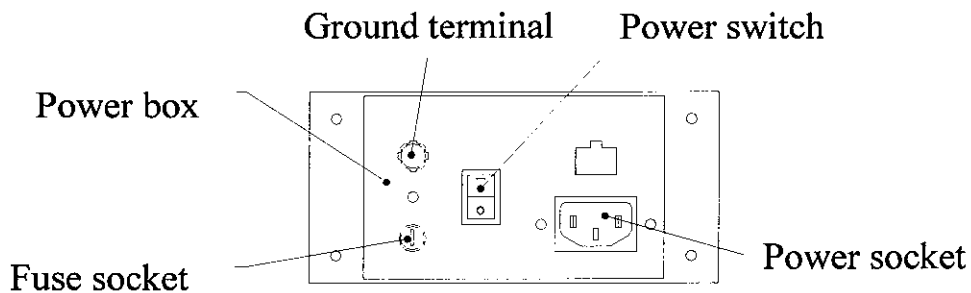 Ground terminal
Power switch
Power box
Fuse socket
Power socket